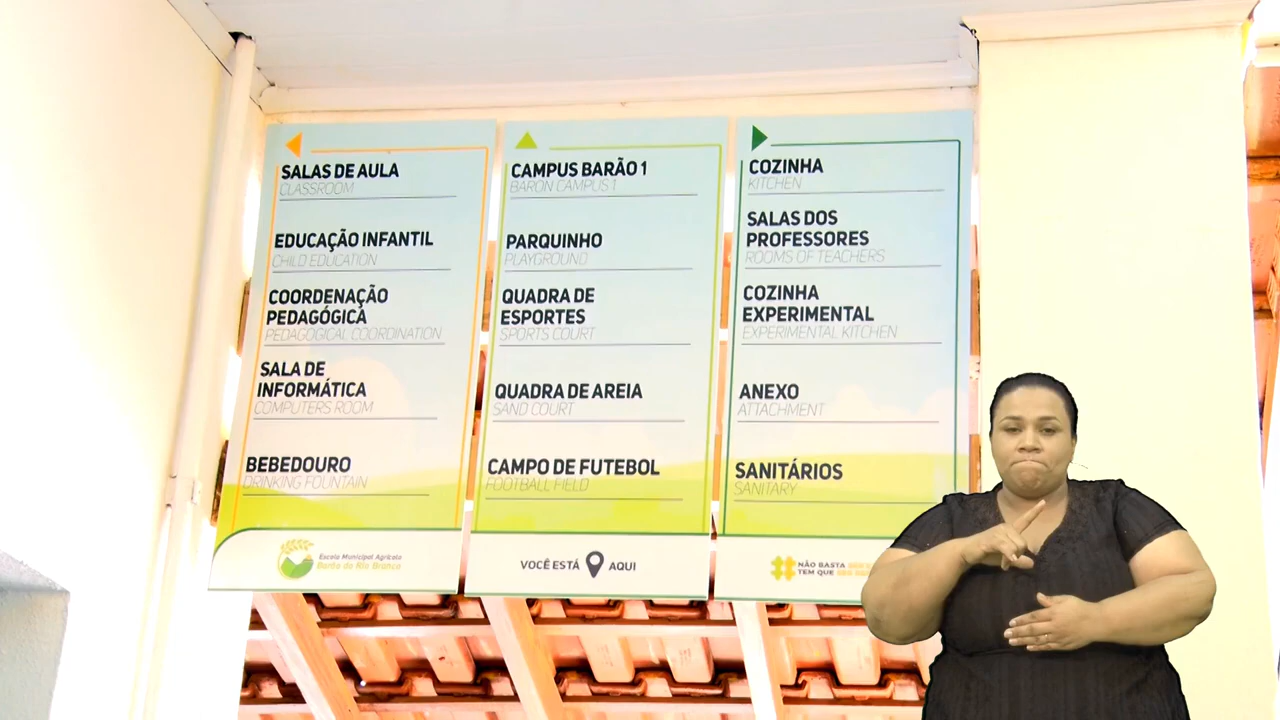 SALAS DE AULA
CLASSROOM
EDUCAÇÃO INFANTIL
CHILD EDUCATION
COORDENAÇÃO
PEDAGÓGICA
PEDAGOGICAL COORDINATION
SALA DE
INFORMÁTICA
COMPUTERS ROOM
BEBEDOURO
DRINKING FOUNTAIN
Escola Municipal Agrícola
Barão do Rio Branco
CAMPUS BARÃO 1
BARON CAMPUS 1
PARQUINHO
PLAYGROUND
QUADRA DE
ESPORTES
SPORTS COURT
QUADRA DE AREIA
SAND COURT
CAMPO DE FUTEBOL
FOOTBALL FIELD
VOCÊ ESTÁ AQUI
COZINHA
KITCHEN
SALAS DOS
PROFESSORES
ROOMS OF TEACHERS
COZINHA
EXPERIMENTAL
EXPERIMENTAL KITCHEN
ANEXO
ATTACHMENT
SANITÁRIOS
SANITARY
NÃO BASTA
TEM QUE